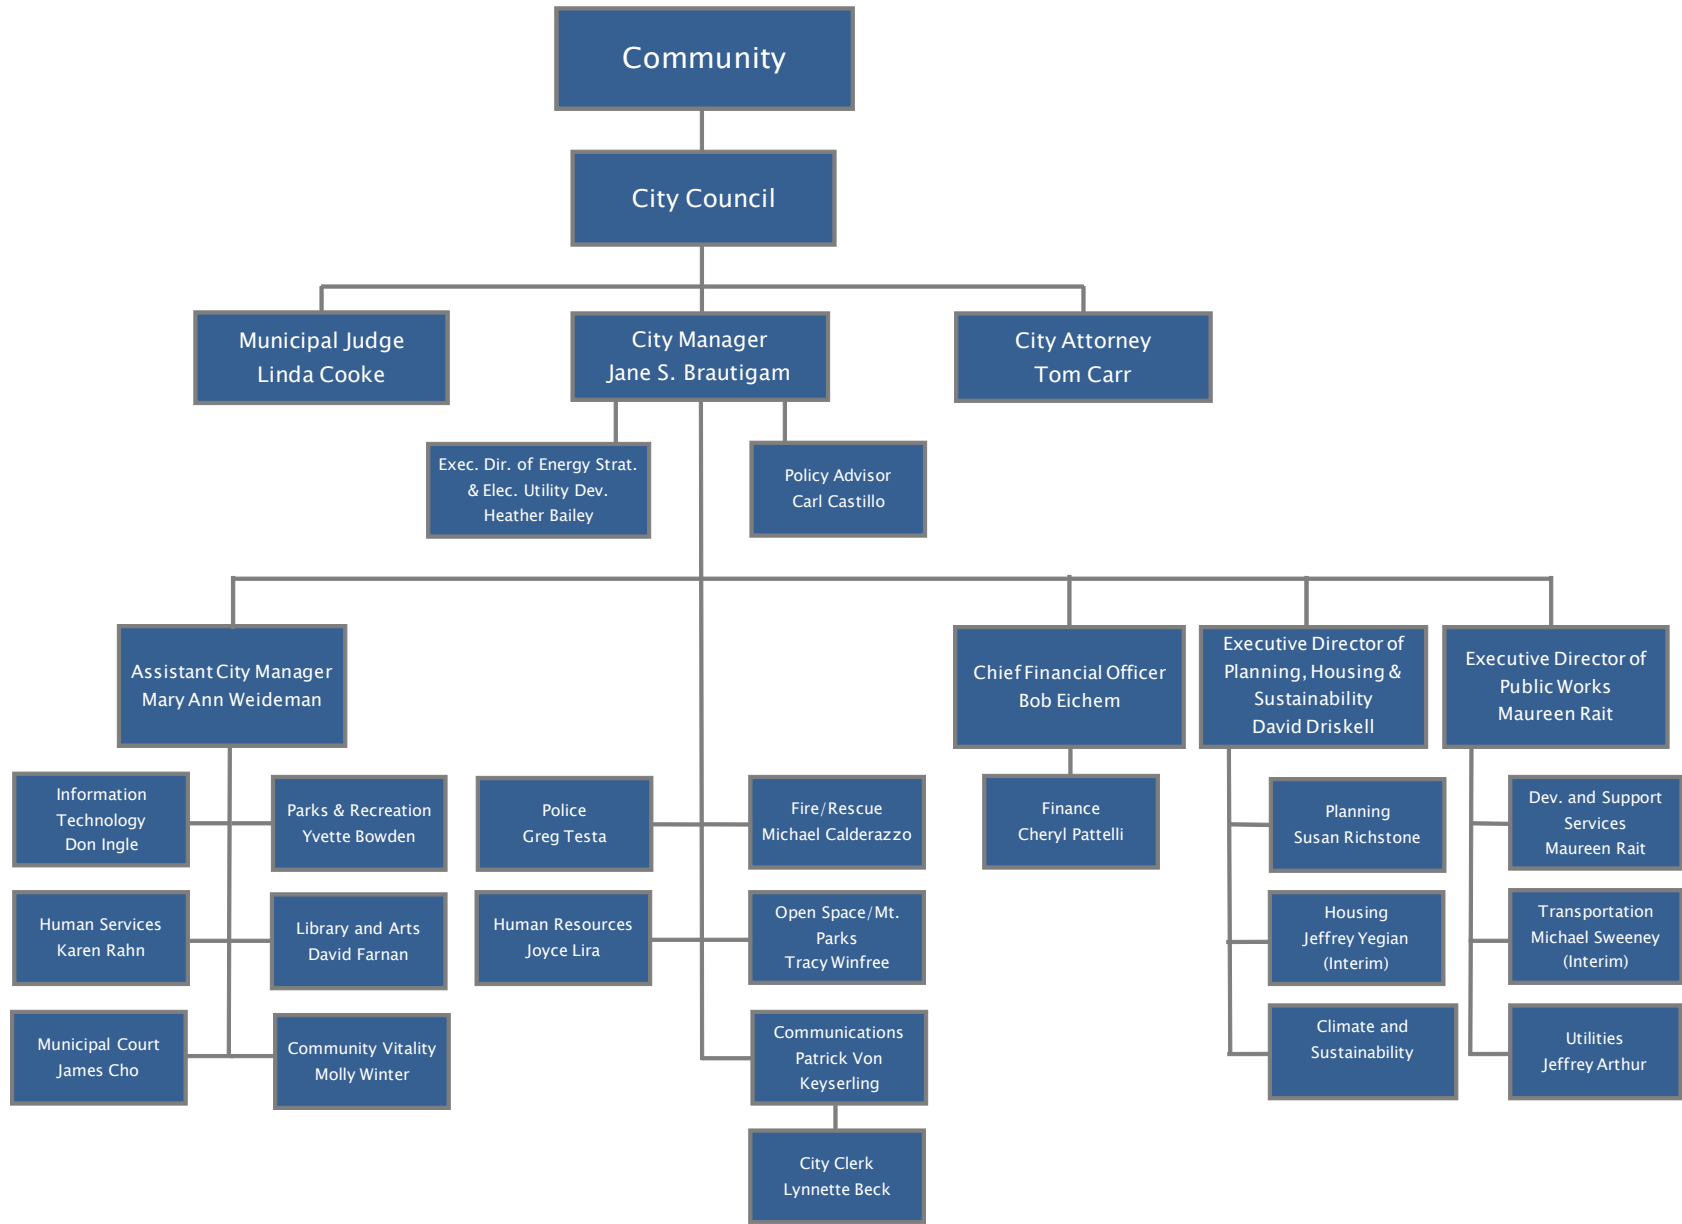 Community
City Council
Municipal Judge
Linda Cooke
City Manager
Jane S. Brautigam
City Attorney
Tom Carr
Exec. Dir. of Energy Strat.
& Elec. Utility Dev.
Heather Bailey
Policy Advisor
Carl Castillo
Assistant City Manager
Mary Ann Weideman
Chief Financial Officer
Bob Eichem
Executive Director of
Planning, Housing &
Sustainability
David Driskell
Executive Director of
Public Works
Maureen Rait
Information
Technology
Don Ingle
Parks & Recreation
Yvette Bowden
Police
Greg Testa
Fire/Rescue
Michael Calderazzo
Finance
Cheryl Pattelli
Planning
Susan Richstone
Dev. and Support
Services
Maureen Rait
Human Services
Karen Rahn
Library and Arts
David Farnan
Human Resources
Joyce Lira
Open Space/Mt.
Parks
Tracy Winfree
Housing
Jeffrey Yegian
(Interim)
Transportation
Michael Sweeney
(Interim)
Municipal Court
James Cho
Community Vitality
Molly Winter
Communications
Patrick Von
Keyserling
Climate and
Sustainability
Utilities
Jeffrey Arthur
City Clerk
Lynnette Beck